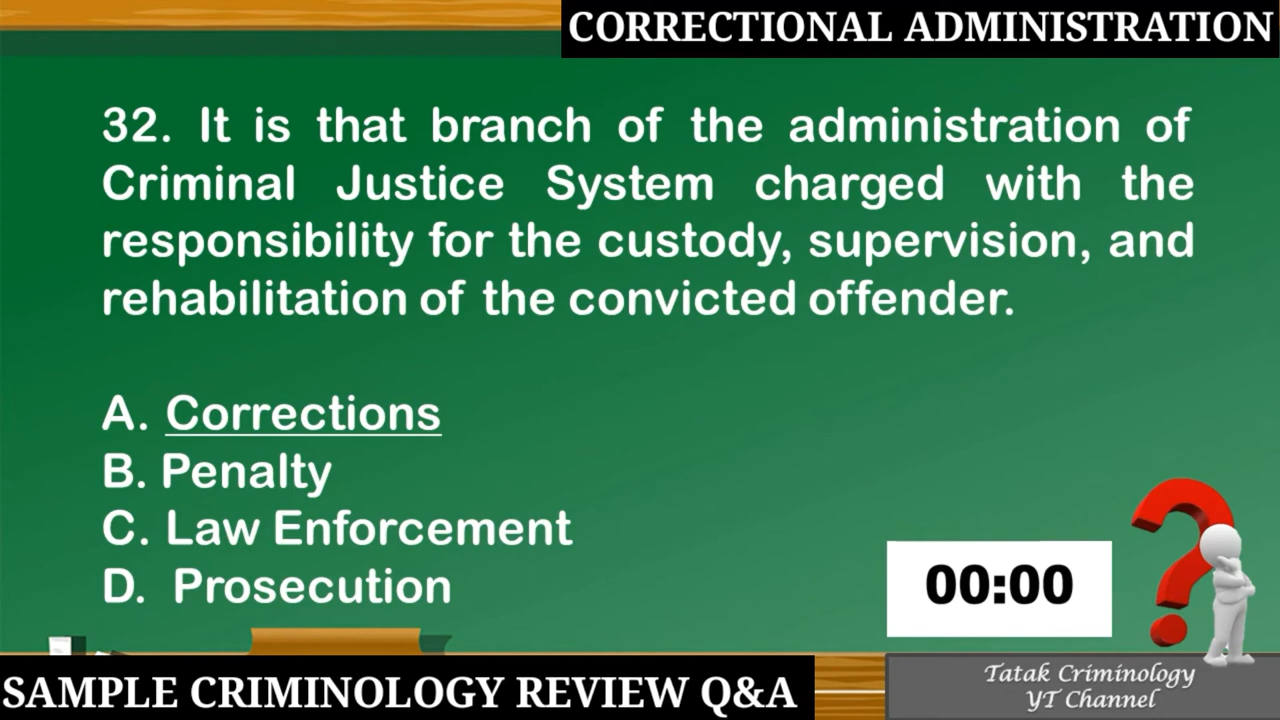 CORRECTIONAL ADMINISTRATION
32. It is that branch of the administration of
Criminal Justice System charged with the
responsibility for the custody, supervision, and
rehabilitation of the convicted offender.
A. Corrections
B. Penalty
C. Law Enforcement
D. Prosecution
00:00
SAMPLE CRIMINOLOGY REVIEW Q&A
Tatak Criminology
YT Channel